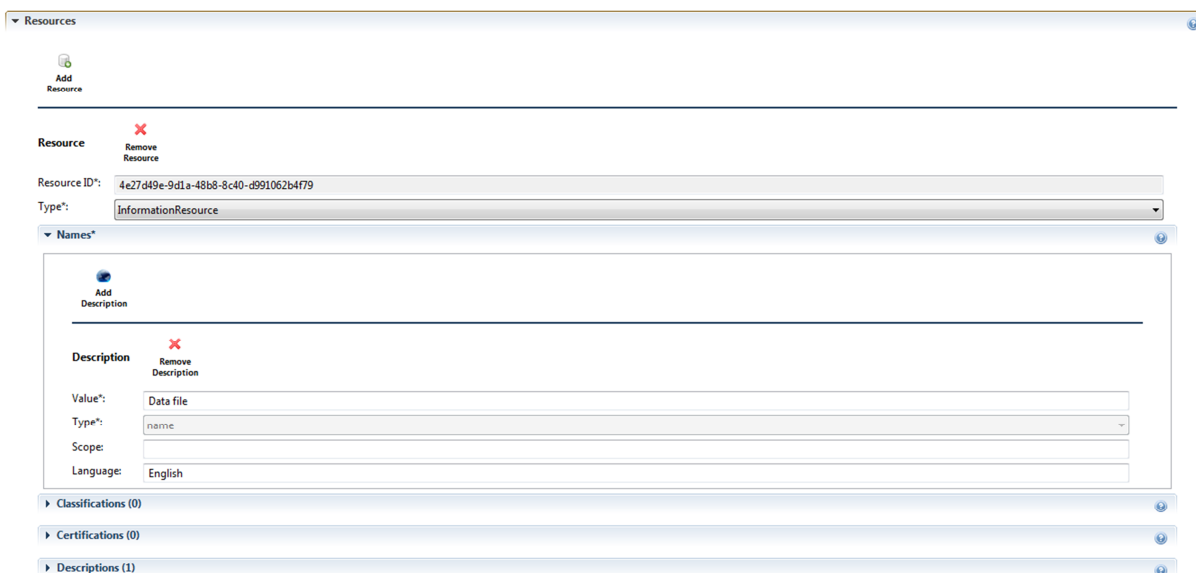 Resources
Add
Resource
Resource
Remove
Resource
Resource ID*: 4e27d49e-9d1a-48b8-8c40-d991062b4f79
Type*: InformationResource
Names*
Add
Description
Description
Remove
Description
Value*: Data file
Type*: name
Scope:
Language: English
Classifications (0)
Certifications (0)
Descriptions (1)